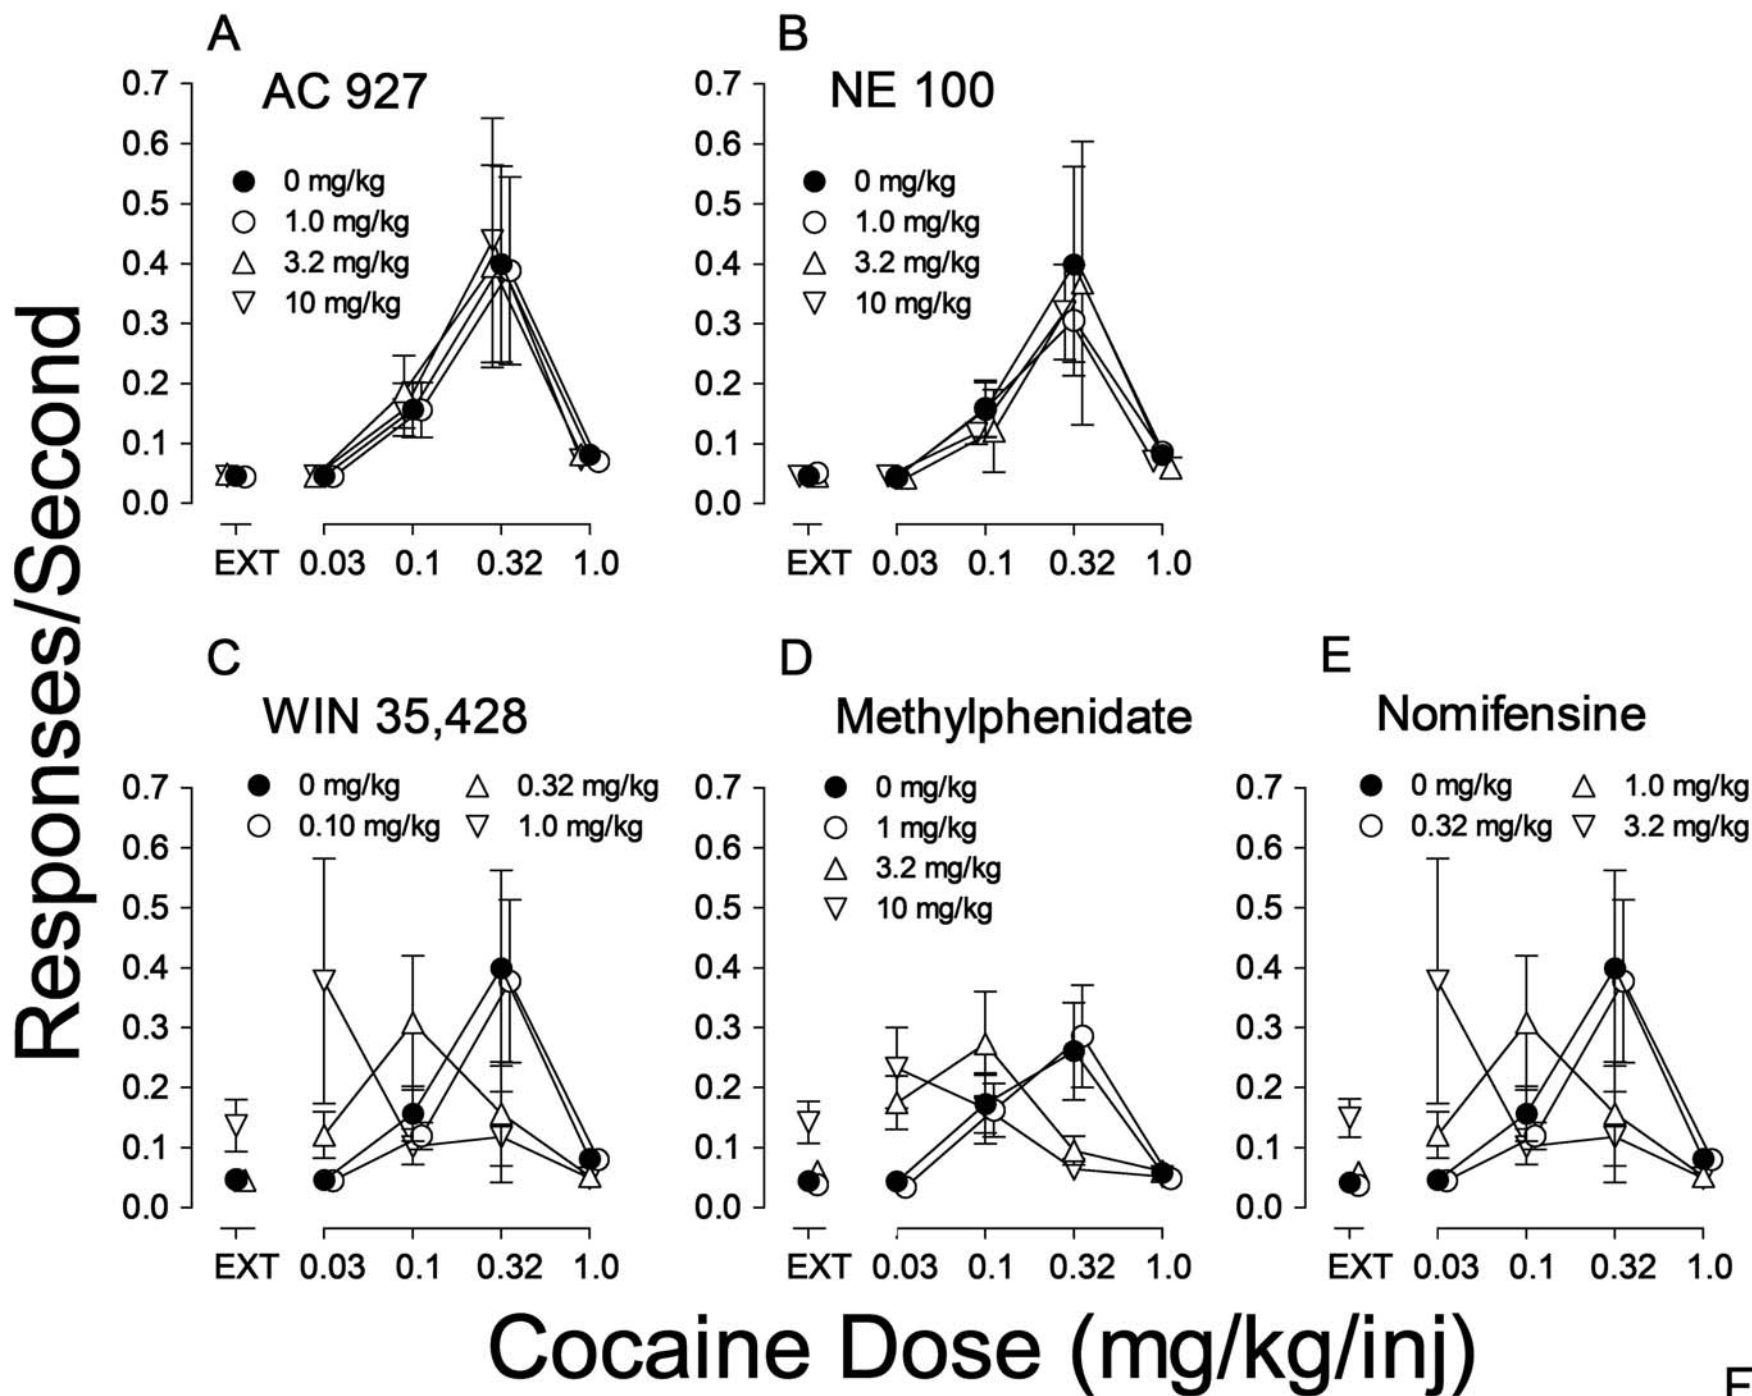 A
AC 927
0.7
0.6
0.5
0.4
0.3
0.2
0.1
0.0
0 mg/kg
1.0 mg/kg
3.2 mg/kg
10 mg/kg
EXT 0.03 0.1 0.32 1.0
B
NE 100
0.7
0.6
0.5
0.4
0.3
0.2
0.1
0.0
0 mg/kg
1.0 mg/kg
3.2 mg/kg
10 mg/kg
EXT 0.03 0.1 0.32 1.0
Responses/Second
C
WIN 35,428
0 mg/kg 0.32 mg/kg
0.10 mg/kg 1.0 mg/kg
0.7
0.6
0.5
0.4
0.3
0.2
0.1
0.0
EXT 0.03 0.1 0.32 1.0
D
Methylphenidate
0 mg/kg
1 mg/kg
3.2 mg/kg
10 mg/kg
0.7
0.6
0.5
0.4
0.3
0.2
0.1
0.0
EXT 0.03 0.1 0.32 1.0
E
Nomifensine
0 mg/kg 1.0 mg/kg
0.32 mg/kg 3.2 mg/kg
0.7
0.6
0.5
0.4
0.3
0.2
0.1
0.0
EXT 0.03 0.1 0.32 1.0
Cocaine Dose (mg/kg/inj)